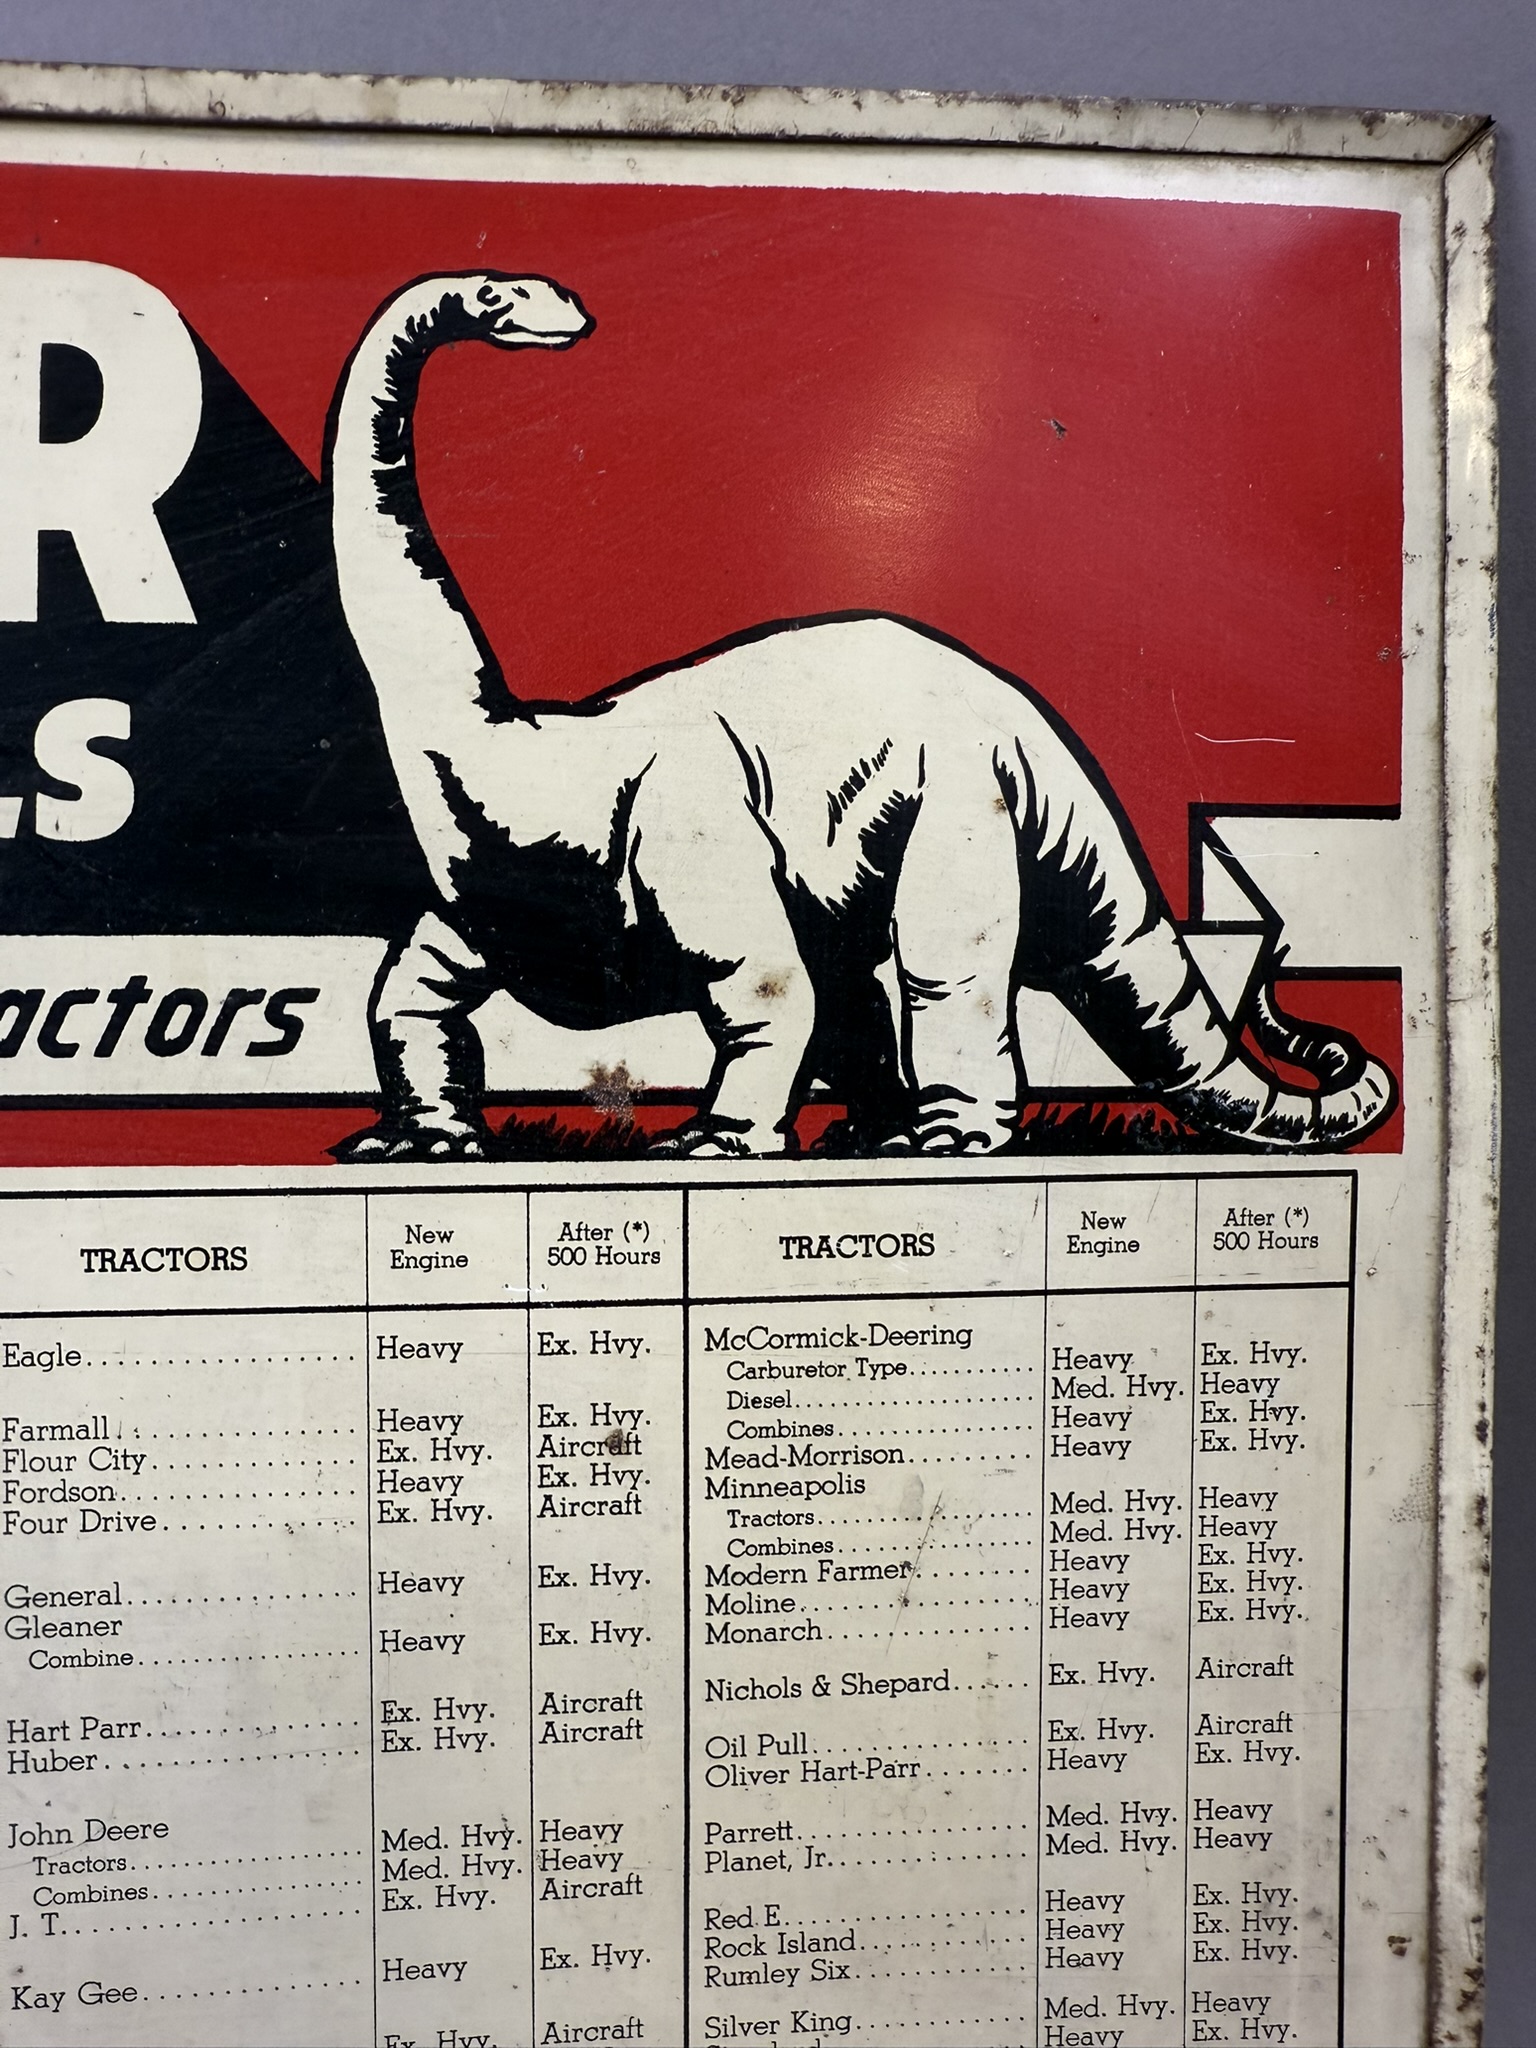 R
LS
actors
TRACTORS New Engine After (*) 500 Hours
Eagle................. Heavy Ex. Hvy.
Farmall............... Heavy Ex. Hvy.
Flour City............. Ex. Hvy. Aircraft
Fordson............... Heavy Ex. Hvy.
Four Drive............. Ex. Hvy. Aircraft
General............... Heavy Ex. Hvy.
Gleaner
Combine............... Heavy Ex. Hvy.
Hart Parr.............. Ex. Hvy. Aircraft
Huber................. Ex. Hvy. Aircraft
John Deere
Tractors............... Med. Hvy. Heavy
Combines.............. Med. Hvy. Heavy
J. T................... Ex. Hvy. Aircraft
Kay Gee............... Heavy Ex. Hvy.
Ex. Hvy. Aircraft
TRACTORS New Engine After (*) 500 Hours
McCormick-Deering
Carburetor Type........... Heavy Ex. Hvy.
Diesel..................... Med. Hvy. Heavy
Combines................. Heavy Ex. Hvy.
Mead-Morrison......... Heavy Ex. Hvy.
Minneapolis
Tractors................... Med. Hvy. Heavy
Combines................. Med. Hvy. Heavy
Modern Farmer........ Heavy Ex. Hvy.
Moline................. Heavy Ex. Hvy.
Monarch............... Heavy Ex. Hvy.
Nichols & Shepard...... Ex. Hvy. Aircraft
Oil Pull............... Ex. Hvy. Aircraft
Oliver Hart-Parr....... Heavy Ex. Hvy.
Parrett................ Med. Hvy. Heavy
Planet, Jr.............. Med. Hvy. Heavy
Red E................. Heavy Ex. Hvy.
Rock Island............ Heavy Ex. Hvy.
Rumley Six............ Heavy Ex. Hvy.
Silver King............ Med. Hvy. Heavy
Heavy Ex. Hvy.